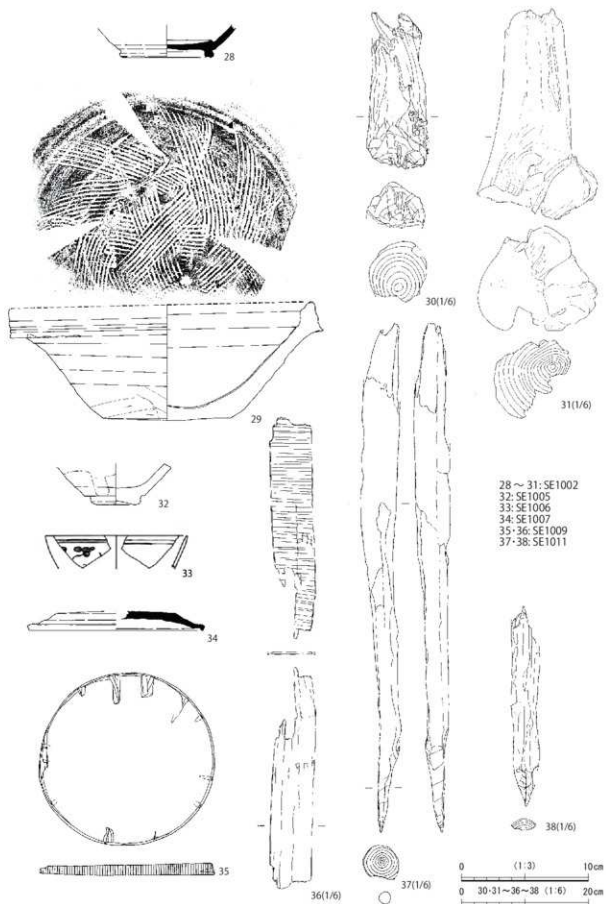 28
29
30(1/6)
31(1/6)
32
33
34
35
36(1/6)
37(1/6)
38(1/6)
28～31: SE1002
32: SE1005
33: SE1006
34: SE1007
35・36: SE1009
37・38: SE1011
0 (1:3) 10cm
0 30・31～36～38 (1:6) 20cm